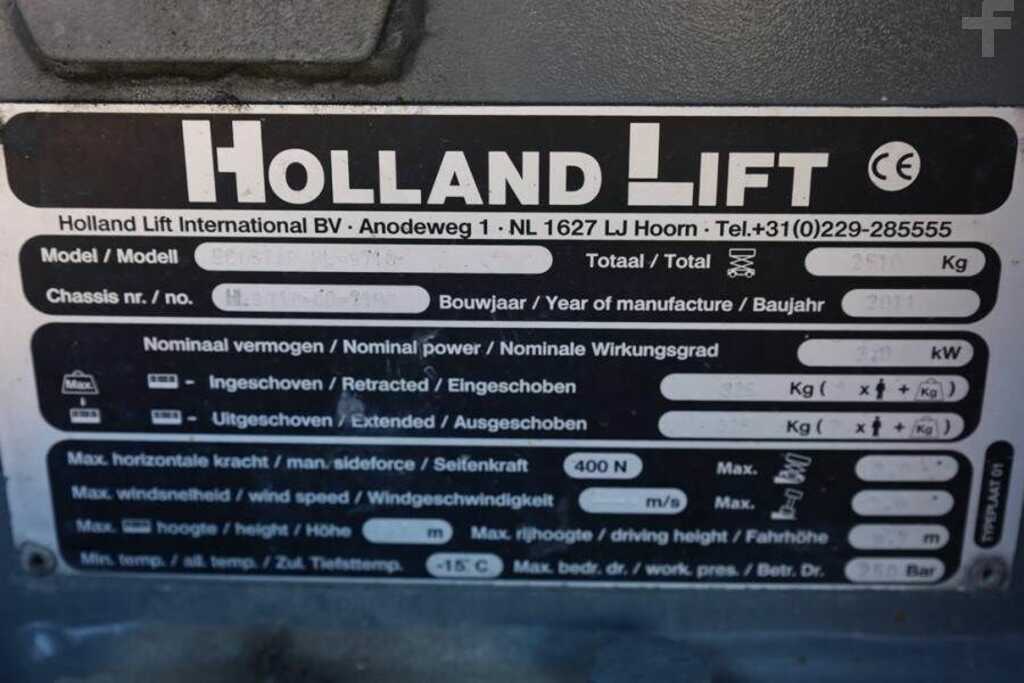 f
HOLLAND LIFT CE
Holland Lift International BV · Anodeweg 1 · NL 1627 LJ Hoorn · Tel.+31(0)229-285555
Model / Modell Totaal / Total 2510 Kg
Chassis nr. / no. Bouwjaar / Year of manufacture / Baujahr 2011
Nominaal vermogen / Nominal power / Nominale Wirkungsgrad kW
Max. - Ingeschoven / Retracted / Eingeschoben Kg ( x + Kg )
- Uitgeschoven / Extended / Ausgeschoben Kg ( x + Kg )
Max. horizontale kracht / man. sideforce / Seitenkraft 400 N Max.
Max. windsnelheid / wind speed / Windgeschwindigkeit m/s Max.
Max. hoogte / height / Höhe m Max. rijhoogte / driving height / Fahrhöhe m
Min. temp. / all. temp. / Zul. Tiefsttemp. -15°C Max. bedr. dr. / work. pres. / Betr. Dr. 250 Bar
TYPEPLAAT 01